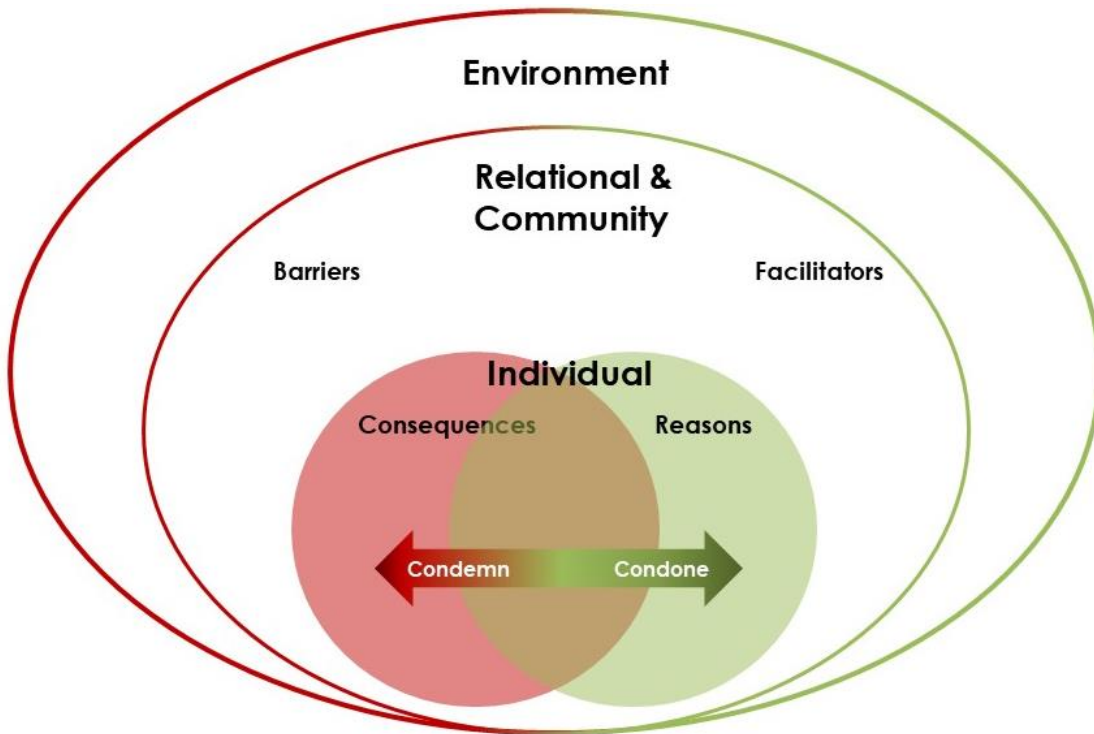 Environment
Relational &
Community
Barriers
Facilitators
Individual
Consequences
Reasons
Condemn
Condone